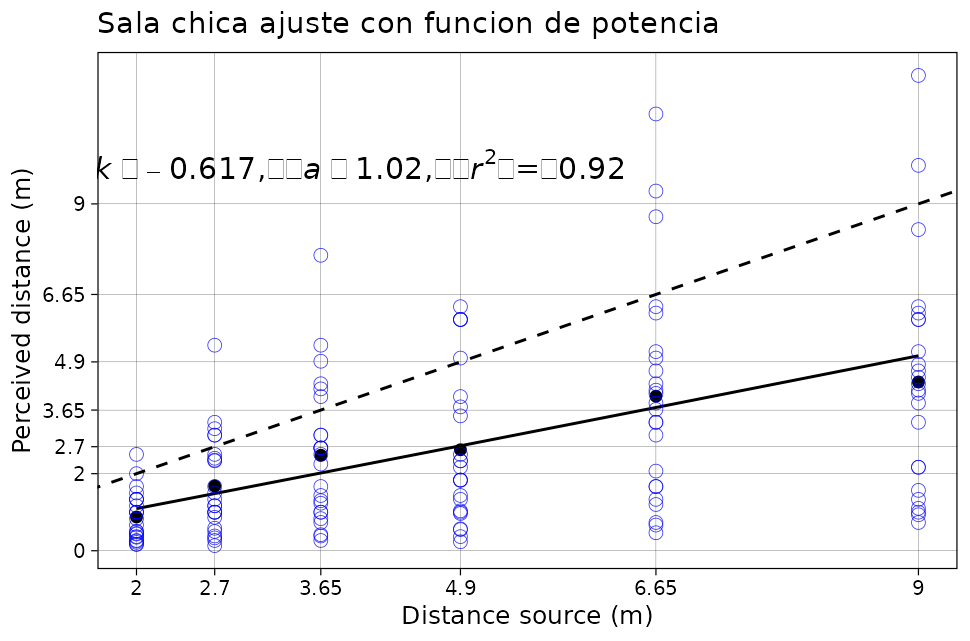 Sala chica ajuste con funcion de potencia
k □ – 0.617,□□a □ 1.02,□□r²□=□0.92
Perceived distance (m)
9
6.65
4.9
3.65
2.7
2
0
2 2.7 3.65 4.9 6.65 9
Distance source (m)